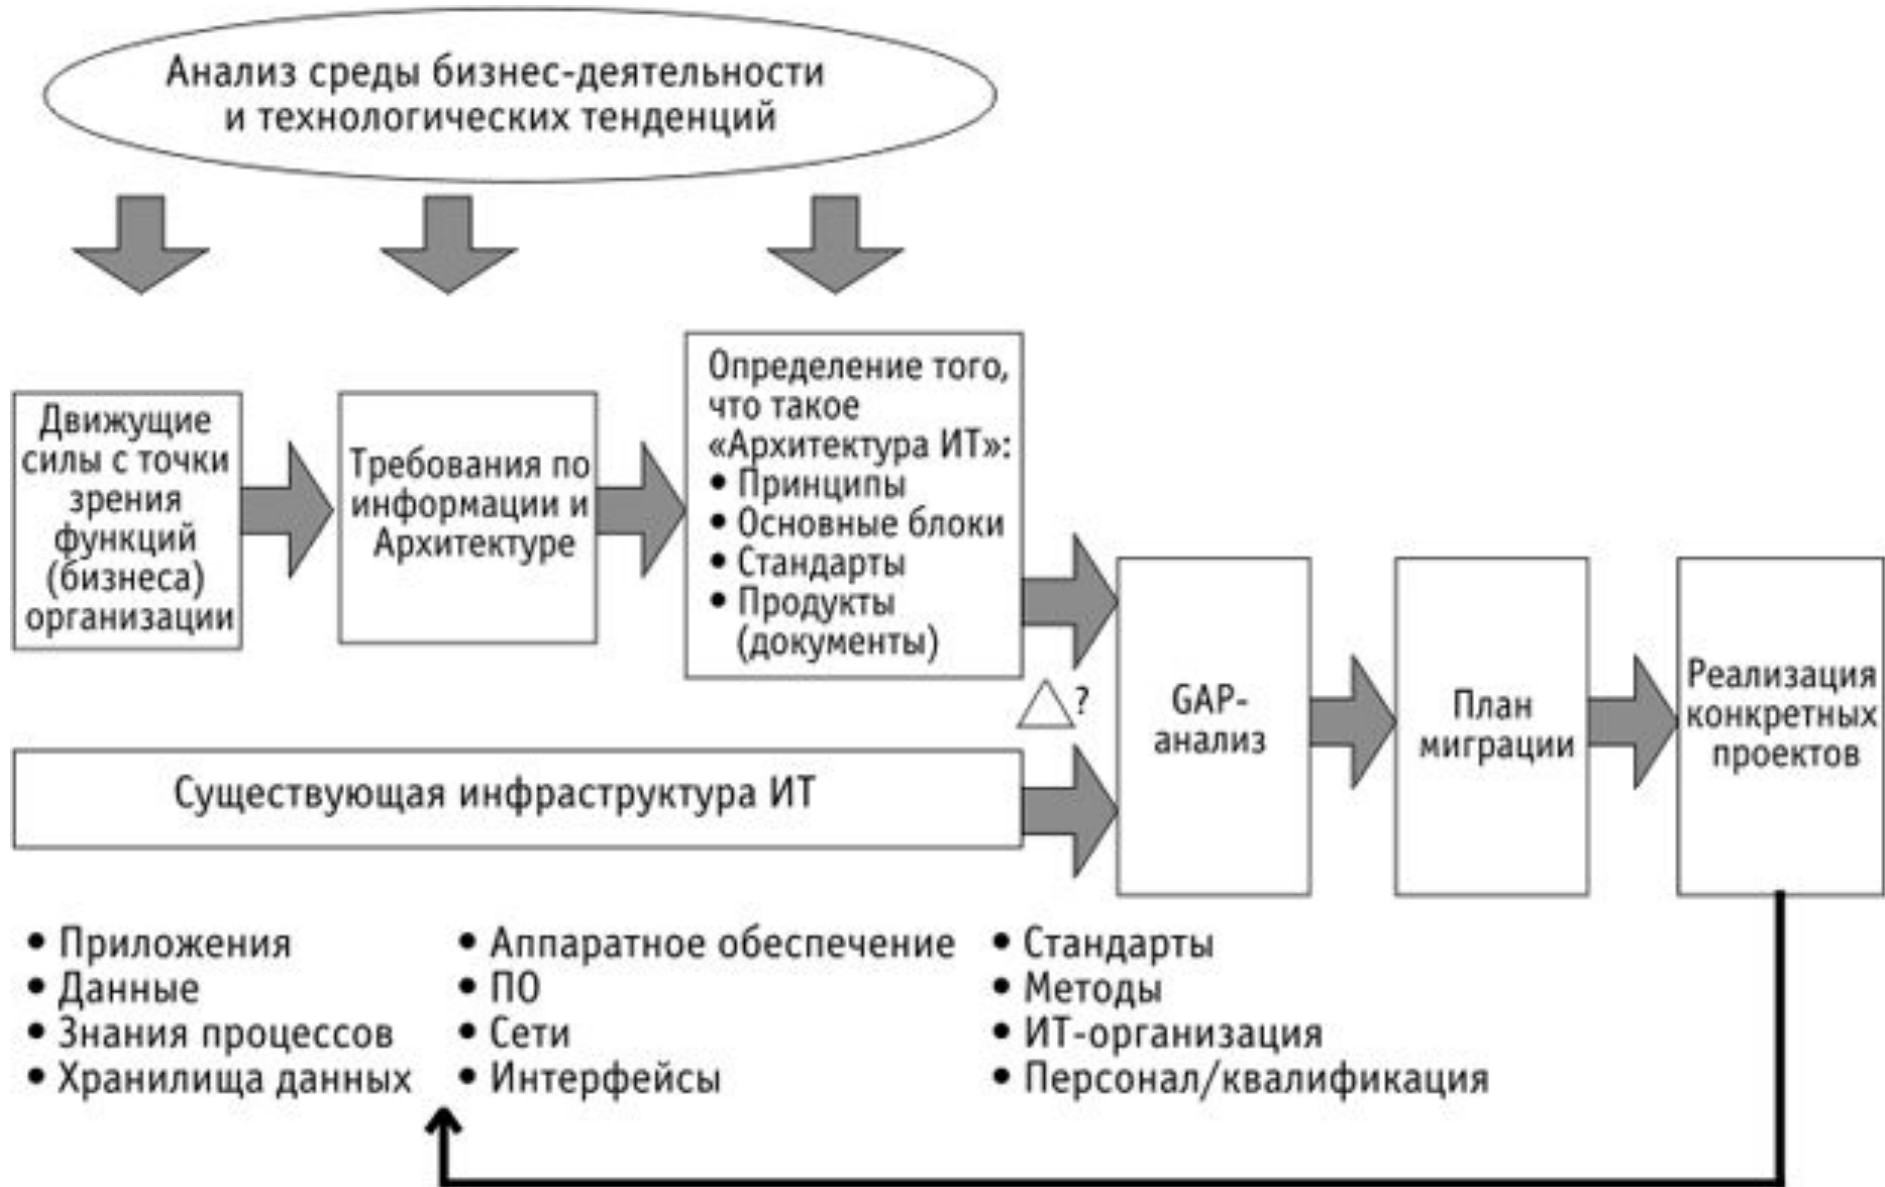 Анализ среды бизнес-деятельности
и технологических тенденций
Движущие
силы с точки
зрения
функций
(бизнеса)
организации
Требования по
информации и
Архитектуре
Определение того,
что такое
«Архитектура ИТ»:
• Принципы
• Основные блоки
• Стандарты
• Продукты
(документы)
?
GAP-
анализ
План
миграции
Реализация
конкретных
проектов
Существующая инфраструктура ИТ
• Приложения
• Данные
• Знания процессов
• Хранилища данных
• Аппаратное обеспечение
• ПО
• Сети
• Интерфейсы
• Стандарты
• Методы
• ИТ-организация
• Персонал/квалификация